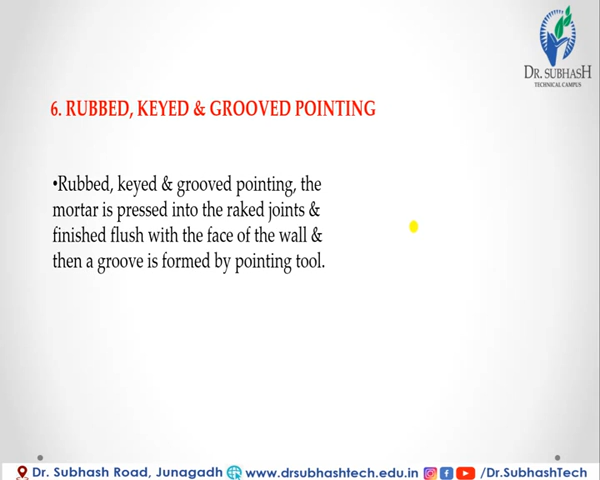 DR. SUBHASH
TECHNICAL CAMPUS
6. RUBBED, KEYED & GROOVED POINTING
•Rubbed, keyed & grooved pointing, the
mortar is pressed into the raked joints &
finished flush with the face of the wall &
then a groove is formed by pointing tool.
Dr. Subhash Road, Junagadh www.drsubhashtech.edu.in /Dr.SubhashTech